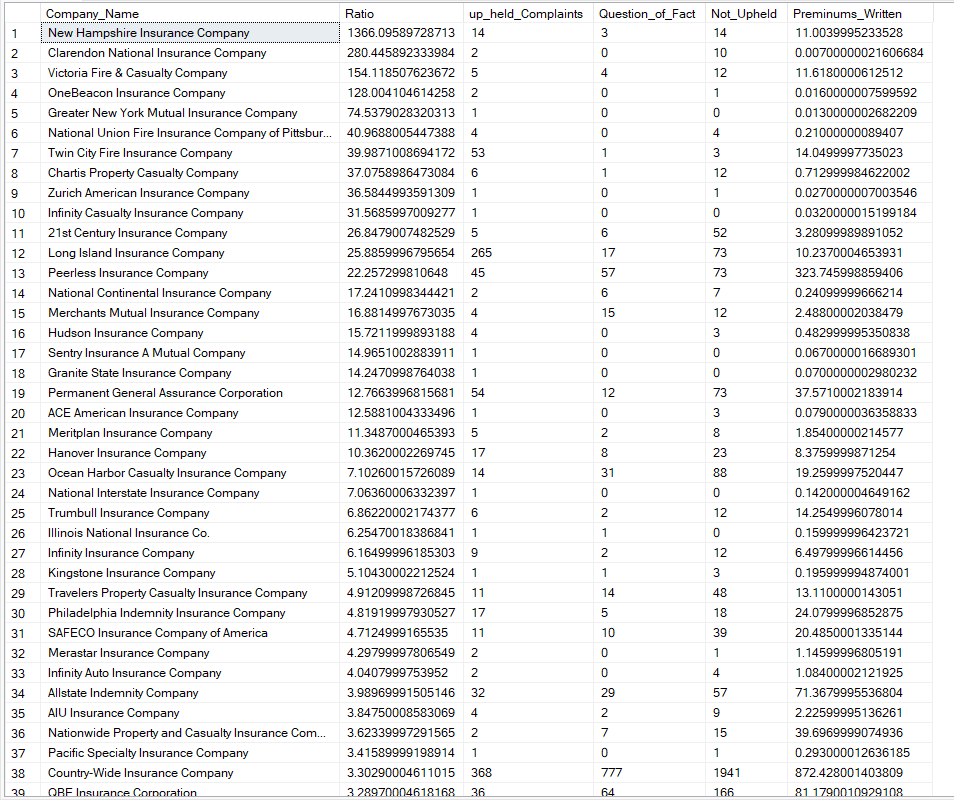 Company_Name Ratio up_held_Complaints Question_of_Fact Not_Upheld Preminums_Written
1 New Hampshire Insurance Company 1366.09589728713 14 3 14 11.0039995233528
2 Clarendon National Insurance Company 280.445892333984 2 0 10 0.00700000021606684
3 Victoria Fire & Casualty Company 154.118507623672 5 4 12 11.6180000612512
4 OneBeacon Insurance Company 128.004104614258 2 0 1 0.0160000007599592
5 Greater New York Mutual Insurance Company 74.5379028320313 1 0 0 0.0130000002682209
6 National Union Fire Insurance Company of Pittsbur... 40.9688005447388 4 0 4 0.21000000089407
7 Twin City Fire Insurance Company 39.9871008694172 53 1 3 14.0499997735023
8 Chartis Property Casualty Company 37.0758986473084 6 1 12 0.712999984622002
9 Zurich American Insurance Company 36.5844993591309 1 0 1 0.0270000007003546
10 Infinity Casualty Insurance Company 31.5685997009277 1 0 0 0.0320000015199184
11 21st Century Insurance Company 26.8479007482529 5 6 52 3.28099989891052
12 Long Island Insurance Company 25.8859996795654 265 17 73 10.2370004653931
13 Peerless Insurance Company 22.257299810648 45 57 73 323.745998859406
14 National Continental Insurance Company 17.2410998344421 2 6 7 0.24099999666214
15 Merchants Mutual Insurance Company 16.8814997673035 4 15 12 2.48800002038479
16 Hudson Insurance Company 15.7211999893188 4 0 3 0.482999995350838
17 Sentry Insurance A Mutual Company 14.9651002883911 1 0 0 0.0670000016689301
18 Granite State Insurance Company 14.2470998764038 1 0 0 0.0700000002980232
19 Permanent General Assurance Corporation 12.7663996815681 54 12 73 37.5710002183914
20 ACE American Insurance Company 12.5881004333496 1 0 3 0.0790000036358833
21 Meritplan Insurance Company 11.3487000465393 5 2 8 1.85400000214577
22 Hanover Insurance Company 10.3620002269745 17 8 23 8.3759999871254
23 Ocean Harbor Casualty Insurance Company 7.10260015726089 14 31 88 19.2599997520447
24 National Interstate Insurance Company 7.06360006332397 1 0 0 0.142000004649162
25 Trumbull Insurance Company 6.86220002174377 6 2 12 14.2549996078014
26 Illinois National Insurance Co. 6.25470018386841 1 1 0 0.159999996423721
27 Infinity Insurance Company 6.16499996185303 9 2 12 6.49799996614456
28 Kingstone Insurance Company 5.10430002212524 1 1 3 0.195999994874001
29 Travelers Property Casualty Insurance Company 4.91209998726845 11 14 48 13.1100000143051
30 Philadelphia Indemnity Insurance Company 4.81919997930527 17 5 18 24.0799996852875
31 SAFECO Insurance Company of America 4.7124999165535 11 10 39 20.4850001335144
32 Merastar Insurance Company 4.29799997806549 2 0 1 1.14599996805191
33 Infinity Auto Insurance Company 4.0407999753952 2 0 4 1.08400002121925
34 Allstate Indemnity Company 3.98969991505146 32 29 57 71.3679995536804
35 AIU Insurance Company 3.84750008583069 4 2 9 2.22599995136261
36 Nationwide Property and Casualty Insurance Com... 3.62339997291565 2 7 15 39.6969999074936
37 Pacific Specialty Insurance Company 3.41589999198914 1 0 1 0.293000012636185
38 Country-Wide Insurance Company 3.30290004611015 368 777 1941 872.428001403809
39 QBE Insurance Corporation 3.28970004618168 36 64 166 81.1790010929108